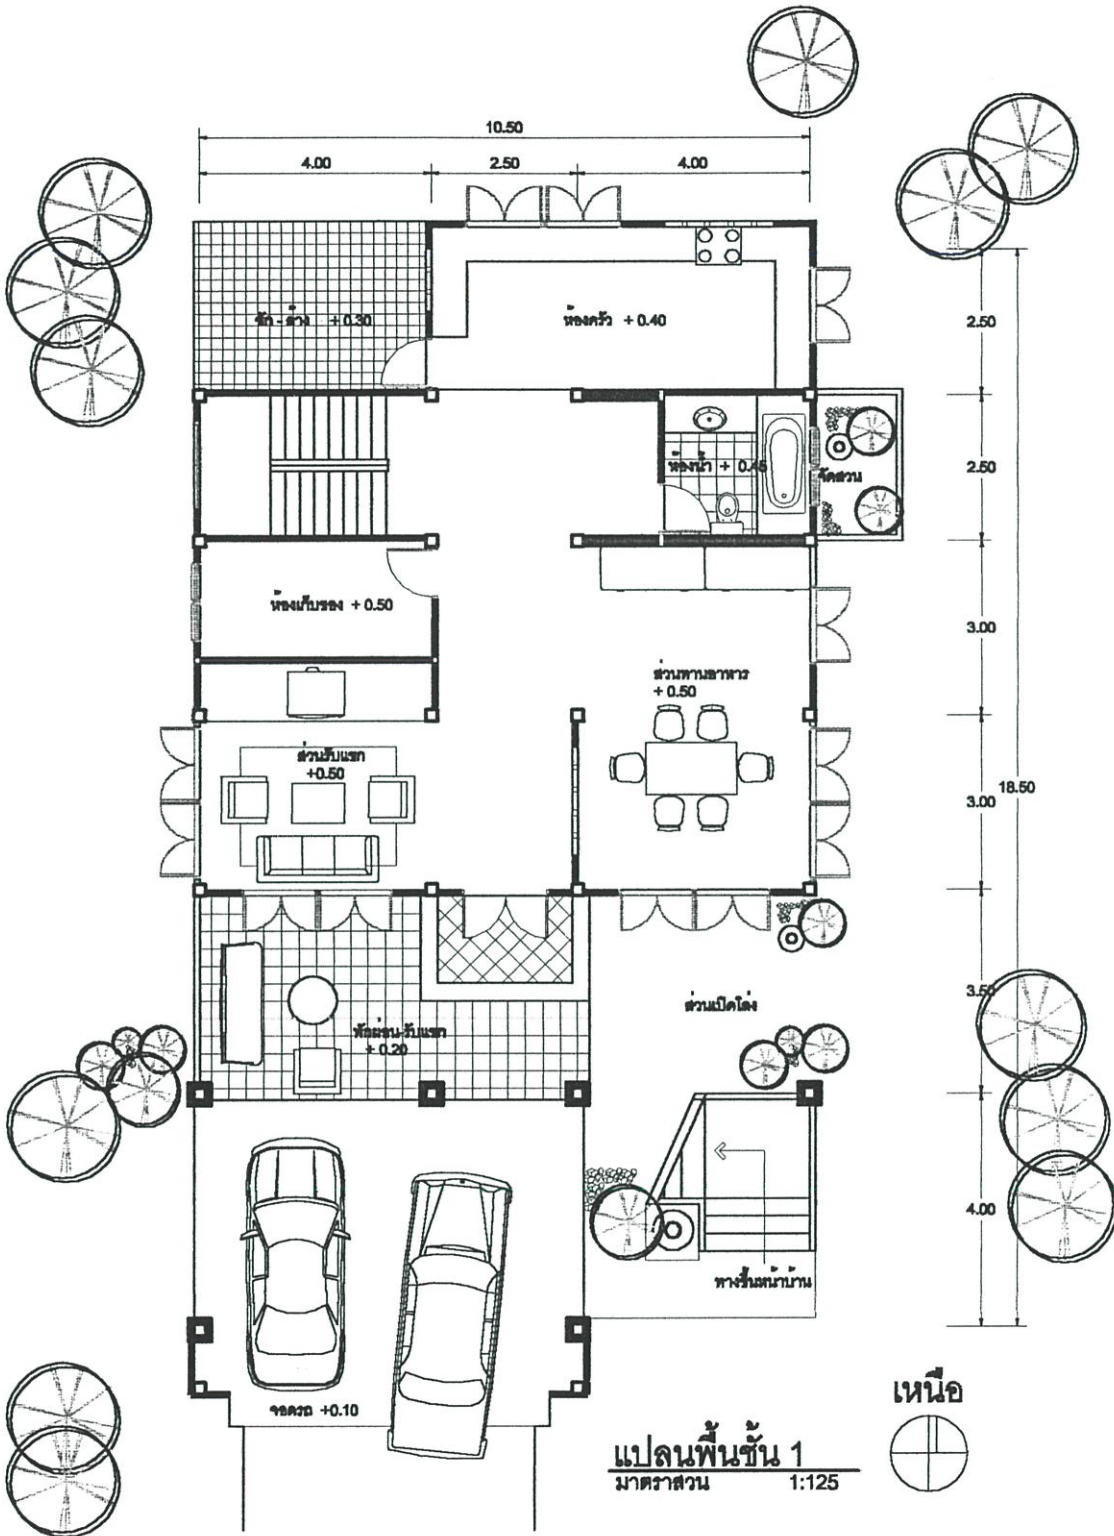 10.50
4.00 2.50 4.00
ซัก - ล้าง + 0.30
ห้องครัว + 0.40
2.50
ห้องน้ำ + 0.45
จัดสวน
2.50
ห้องเก็บของ + 0.50
3.00
ส่วนทานอาหาร
+ 0.50
ส่วนรับแขก
+0.50
3.00
18.50
พักผ่อน-รับแขก
+ 0.20
ส่วนเปิดโล่ง
3.50
4.00
ทางขึ้นหน้าบ้าน
จอดรถ +0.10
เหนือ
แปลนพื้นชั้น 1
มาตราส่วน 1:125